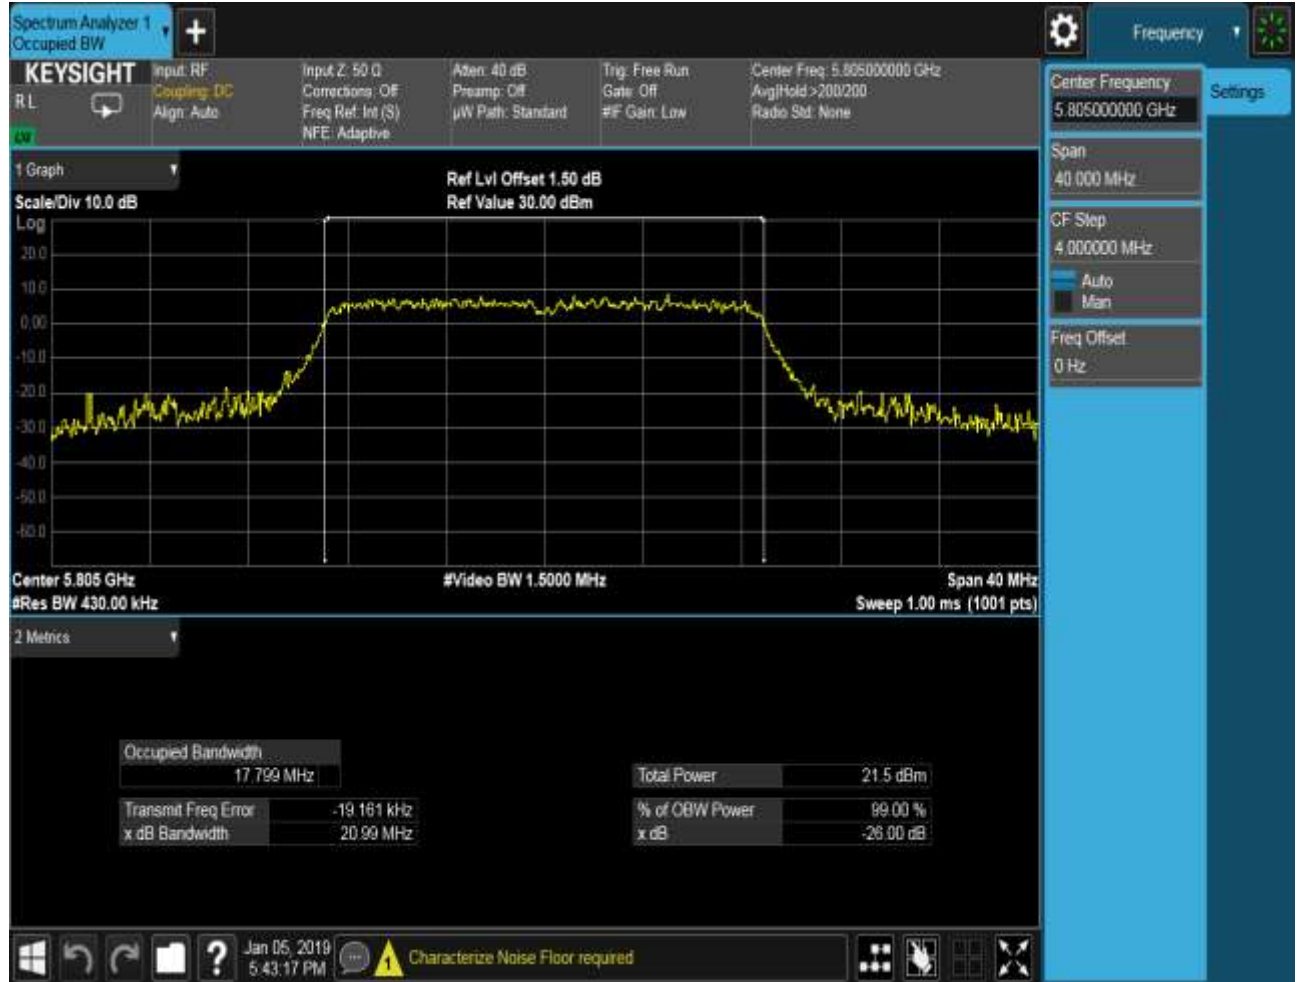 Spectrum Analyzer 1
Occupied BW
Frequency
KEYSIGHT
RL
Input: RF
Coupling: DC
Align: Auto
Input Z: 50 Ω
Corrections: Off
Freq Ref: Int (S)
NFE: Adaptive
Atten: 40 dB
Preamp: Off
µW Path: Standard
Trig: Free Run
Gate: Off
#IF Gain: Low
Center Freq: 5.805000000 GHz
Avg|Hold:>200/200
Radio Std: None
Center Frequency
5.805000000 GHz
Settings
Span
40.000 MHz
CF Step
4.000000 MHz
Auto
Man
Freq Offset
0 Hz
1 Graph
Scale/Div 10.0 dB
Ref Lvl Offset 1.50 dB
Ref Value 30.00 dBm
Log
20.0
10.0
0.00
-10.0
-20.0
-30.0
-40.0
-50.0
-60.0
Center 5.805 GHz
#Video BW 1.5000 MHz
Span 40 MHz
#Res BW 430.00 kHz
Sweep 1.00 ms (1001 pts)
2 Metrics
Occupied Bandwidth
17.799 MHz
Total Power 21.5 dBm
Transmit Freq Error -19.161 kHz
% of OBW Power 99.00 %
x dB Bandwidth 20.99 MHz
x dB -26.00 dB
Jan 05, 2019
5:43:17 PM
1
Characterize Noise Floor required